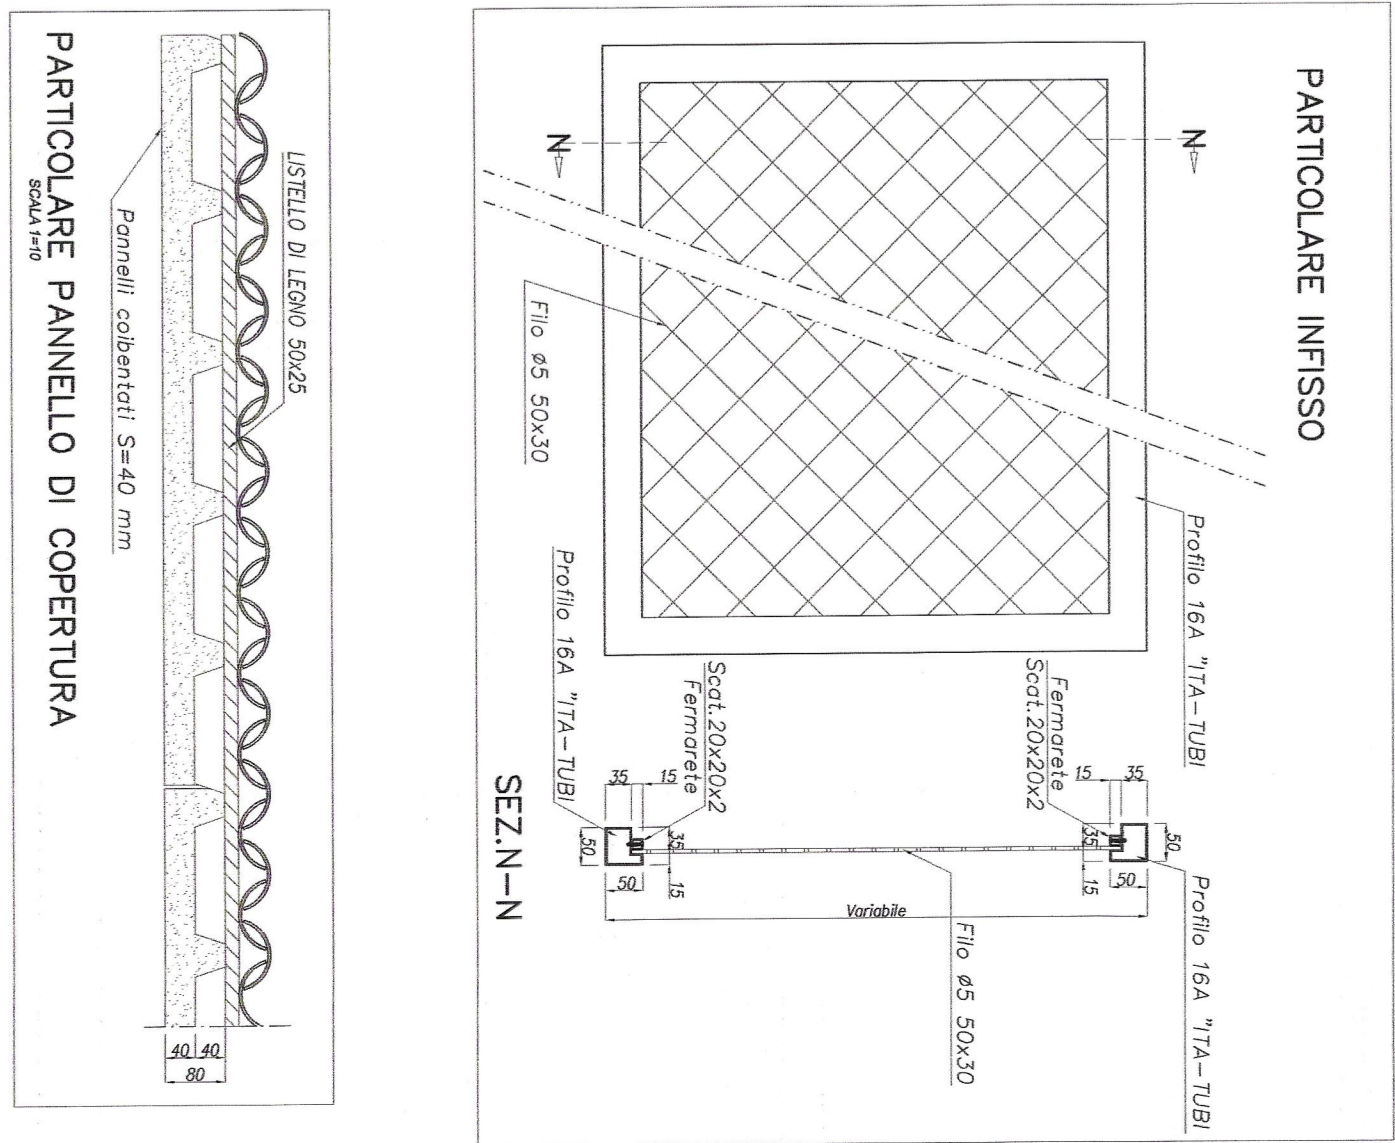 PARTICOLARE INFISSO
N
N
Profilo 16A "ITA-TUBI
Filo ø5 50x30
Fermarete
Scat.20x20x2
Scat.20x20x2
Fermarete
Profilo 16A "ITA-TUBI
Profilo 16A "ITA-TUBI
Filo ø5 50x30
15
35
35
50
15
50
Variabile
35
15
35
50
15
50
SEZ.N-N
LISTELLO DI LEGNO 50x25
Pannelli coibentati S=40 mm
40
40
80
PARTICOLARE PANNELLO DI COPERTURA
SCALA 1=10